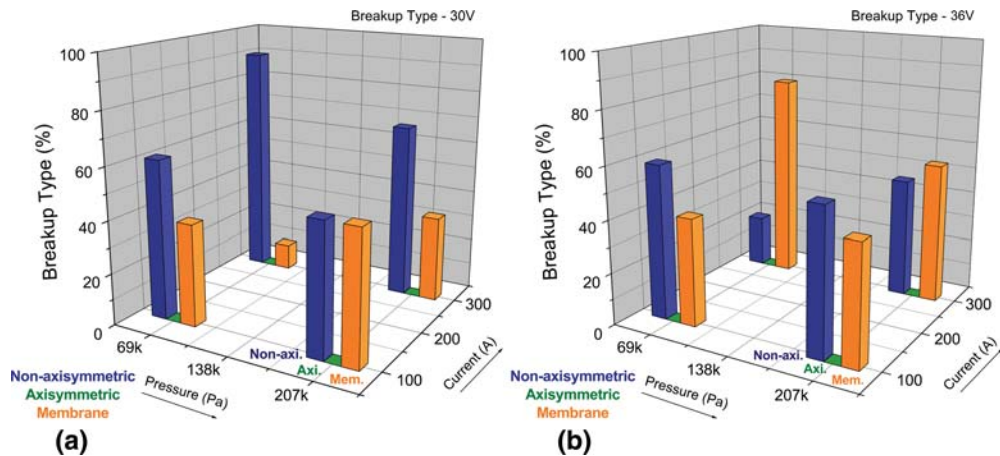 Breakup Type - 30V
100
80
60
40
20
0
Breakup Type (%)
69k
138k
207k
Pressure (Pa)
100
200
300
Current (A)
Non-axi.
Axi.
Mem.
Non-axisymmetric
Axisymmetric
Membrane
(a)
Breakup Type - 36V
100
80
60
40
20
0
Breakup Type (%)
69k
138k
207k
Pressure (Pa)
100
200
300
Current (A)
Non-axi.
Axi.
Mem.
Non-axisymmetric
Axisymmetric
Membrane
(b)